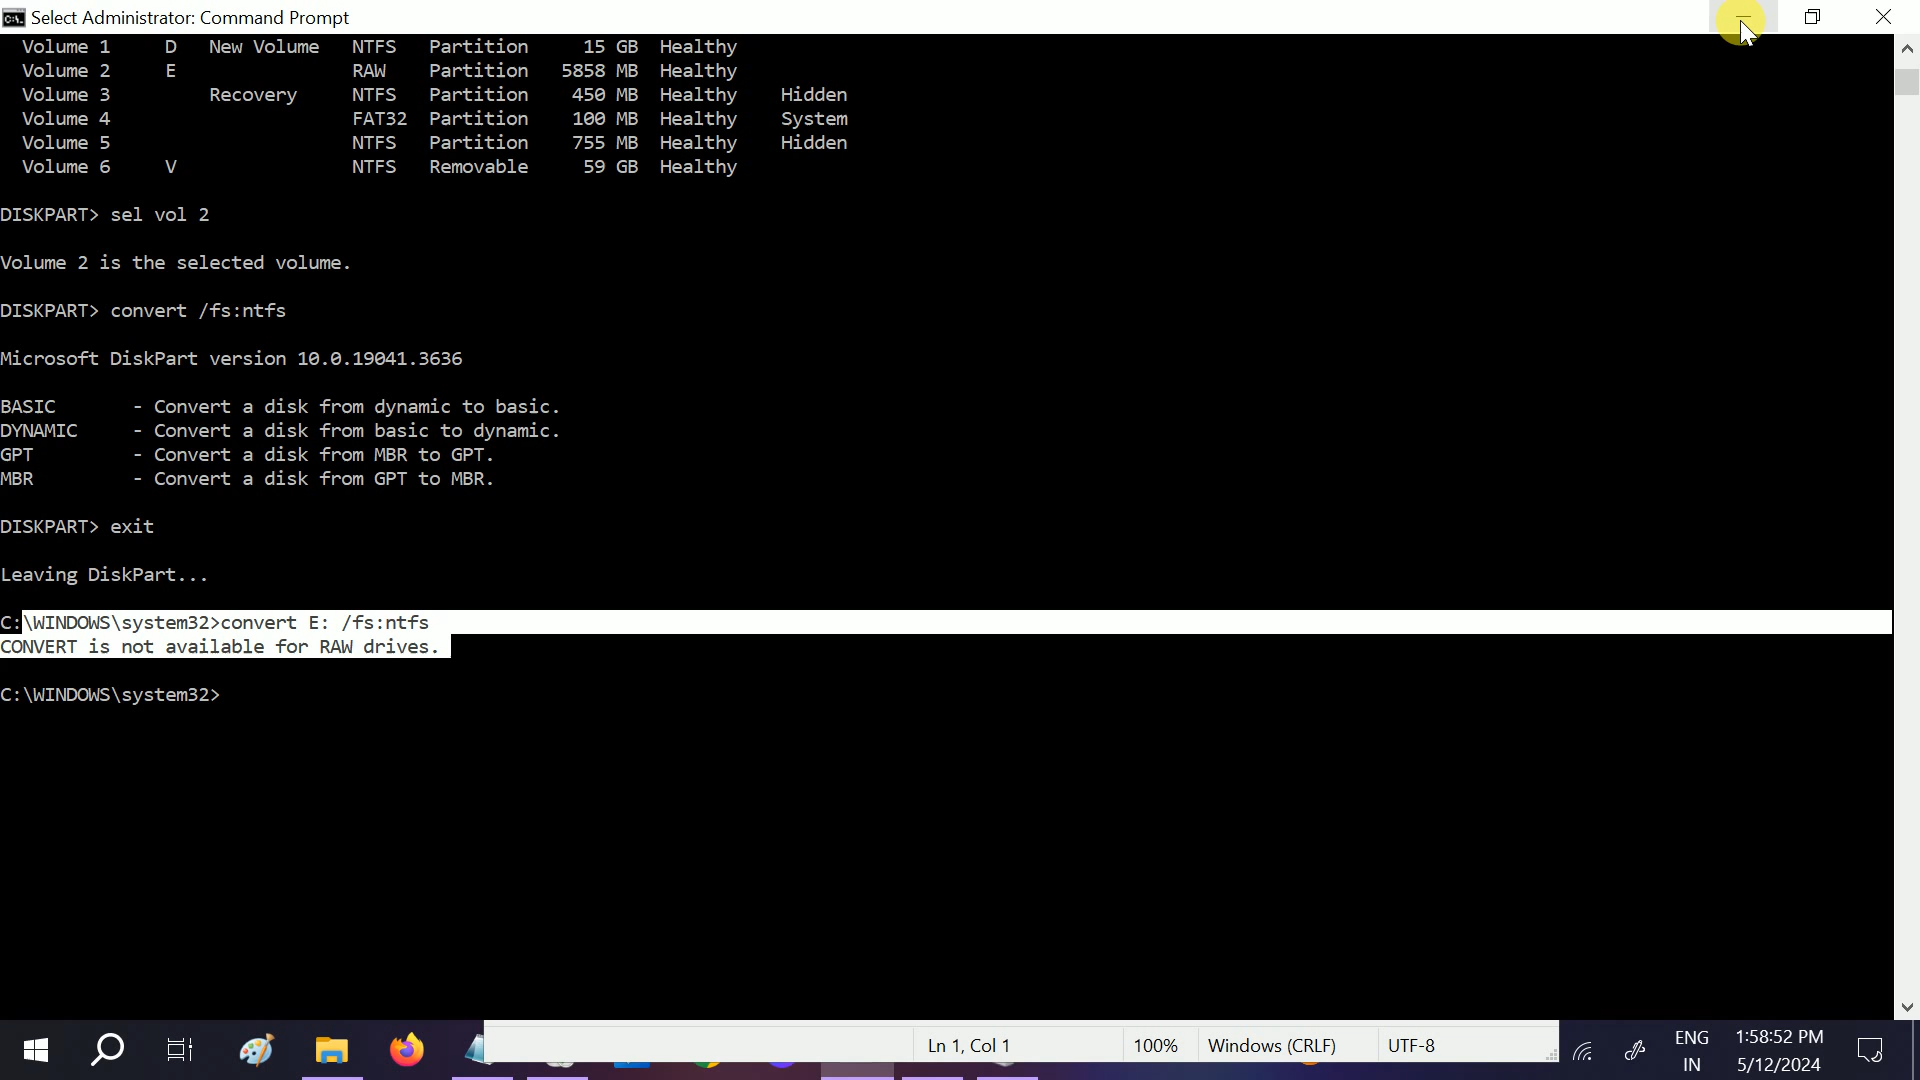 Select Administrator: Command Prompt
Volume 1 D New Volume NTFS Partition 15 GB Healthy
Volume 2 E RAW Partition 5858 MB Healthy
Volume 3 Recovery NTFS Partition 450 MB Healthy Hidden
Volume 4 FAT32 Partition 100 MB Healthy System
Volume 5 NTFS Partition 755 MB Healthy Hidden
Volume 6 V NTFS Removable 59 GB Healthy
DISKPART> sel vol 2
Volume 2 is the selected volume.
DISKPART> convert /fs:ntfs
Microsoft DiskPart version 10.0.19041.3636
BASIC - Convert a disk from dynamic to basic.
DYNAMIC - Convert a disk from basic to dynamic.
GPT - Convert a disk from MBR to GPT.
MBR - Convert a disk from GPT to MBR.
DISKPART> exit
Leaving DiskPart...
C:\WINDOWS\system32>convert E: /fs:ntfs
CONVERT is not available for RAW drives.
C:\WINDOWS\system32>
Ln 1, Col 1 100% Windows (CRLF) UTF-8
ENG 1:58:52 PM
IN 5/12/2024